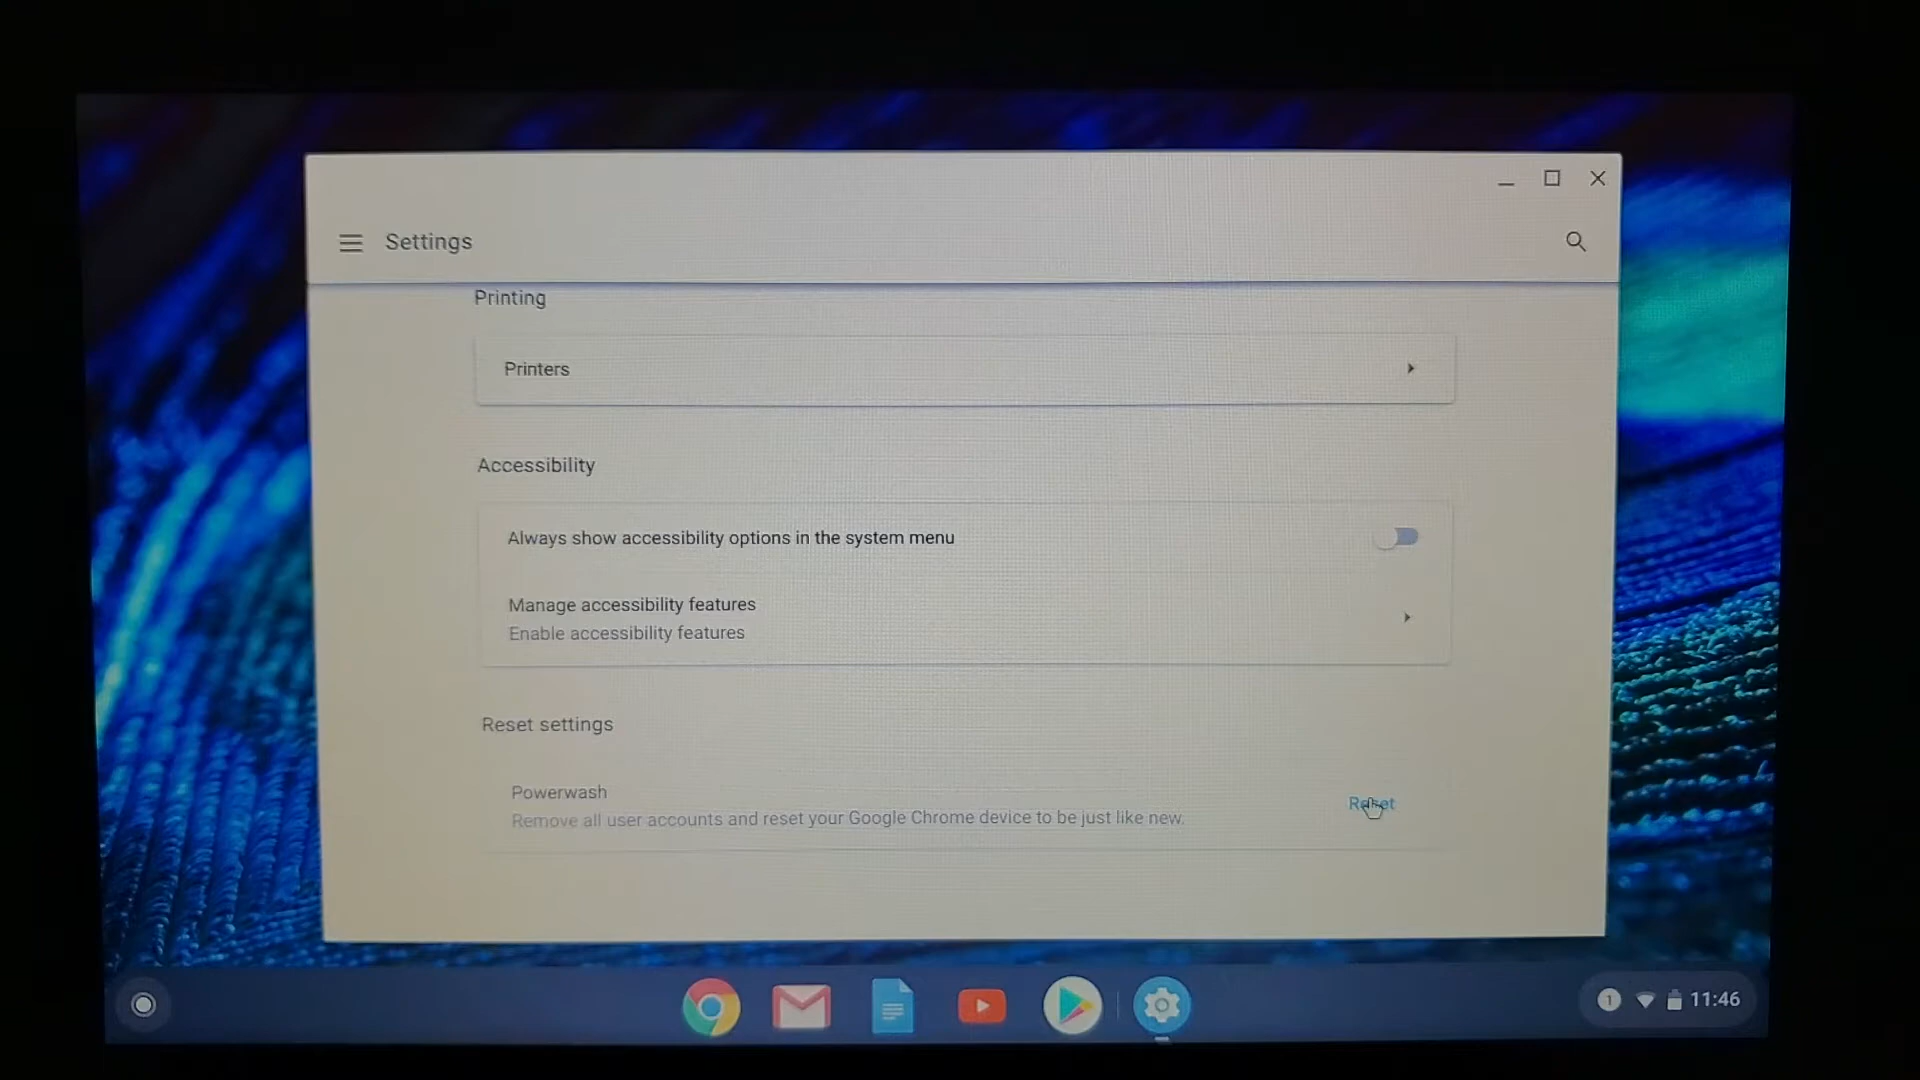 Settings
Printing
Printers
Accessibility
Always show accessibility options in the system menu
Manage accessibility features
Enable accessibility features
Reset settings
Powerwash
Reset
Remove all user accounts and reset your Google Chrome device to be just like new.
1 11:46